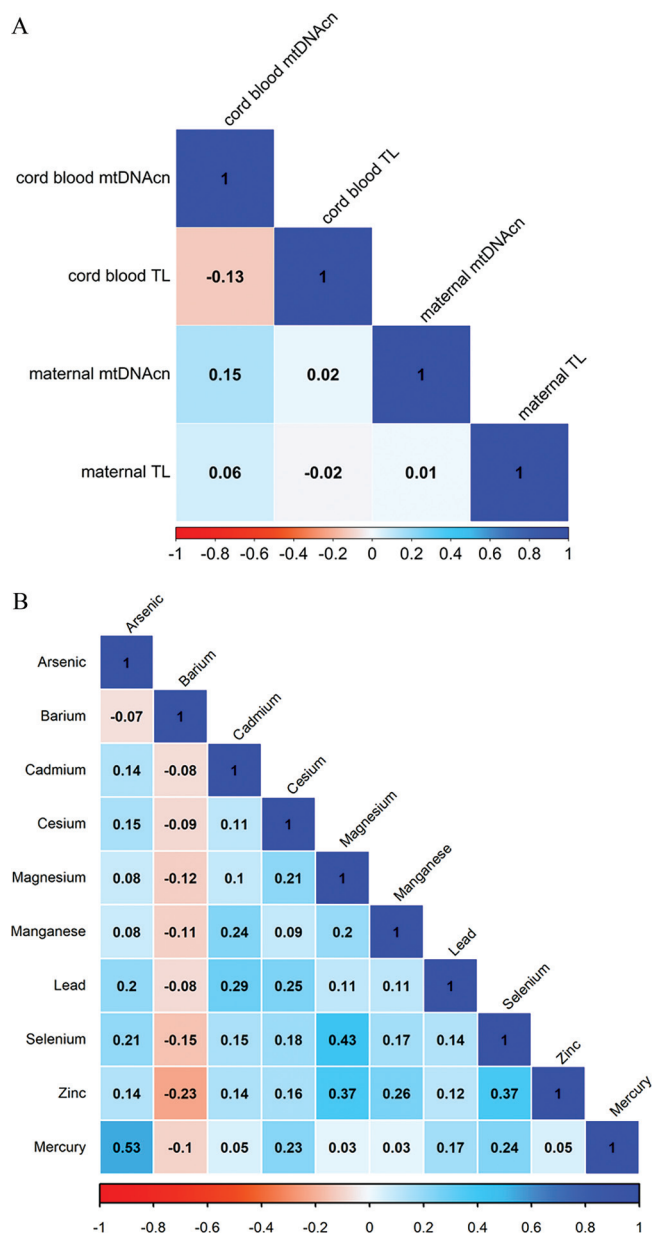 A
cord blood mtDNAcn
cord blood TL
maternal mtDNAcn
maternal TL
cord blood mtDNAcn 1
cord blood TL -0.13 1
maternal mtDNAcn 0.15 0.02 1
maternal TL 0.06 -0.02 0.01 1
-1 -0.8 -0.6 -0.4 -0.2 0 0.2 0.4 0.6 0.8 1
B
Arsenic
Barium
Cadmium
Cesium
Magnesium
Manganese
Lead
Selenium
Zinc
Mercury
Arsenic 1
Barium -0.07 1
Cadmium 0.14 -0.08 1
Cesium 0.15 -0.09 0.11 1
Magnesium 0.08 -0.12 0.1 0.21 1
Manganese 0.08 -0.11 0.24 0.09 0.2 1
Lead 0.2 -0.08 0.29 0.25 0.11 0.11 1
Selenium 0.21 -0.15 0.15 0.18 0.43 0.17 0.14 1
Zinc 0.14 -0.23 0.14 0.16 0.37 0.26 0.12 0.37 1
Mercury 0.53 -0.1 0.05 0.23 0.03 0.03 0.17 0.24 0.05 1
-1 -0.8 -0.6 -0.4 -0.2 0 0.2 0.4 0.6 0.8 1